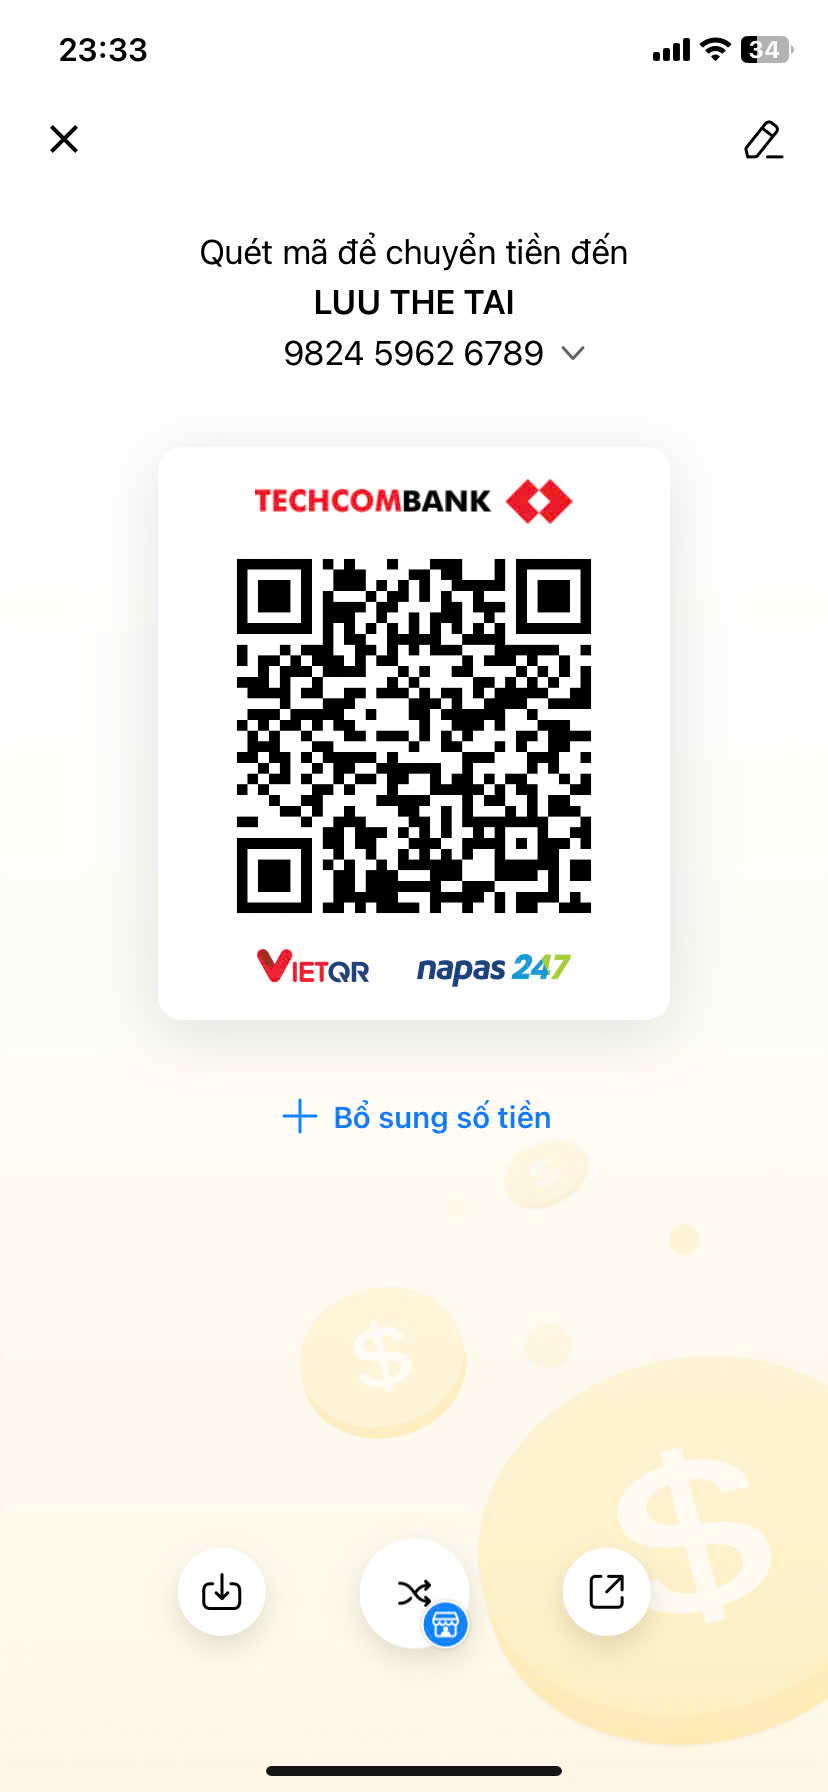 23:33
34
Quét mã để chuyển tiền đến
LUU THE TAI
9824 5962 6789
TECHCOMBANK
VIETQR napas 247
Bổ sung số tiền
$
$
$